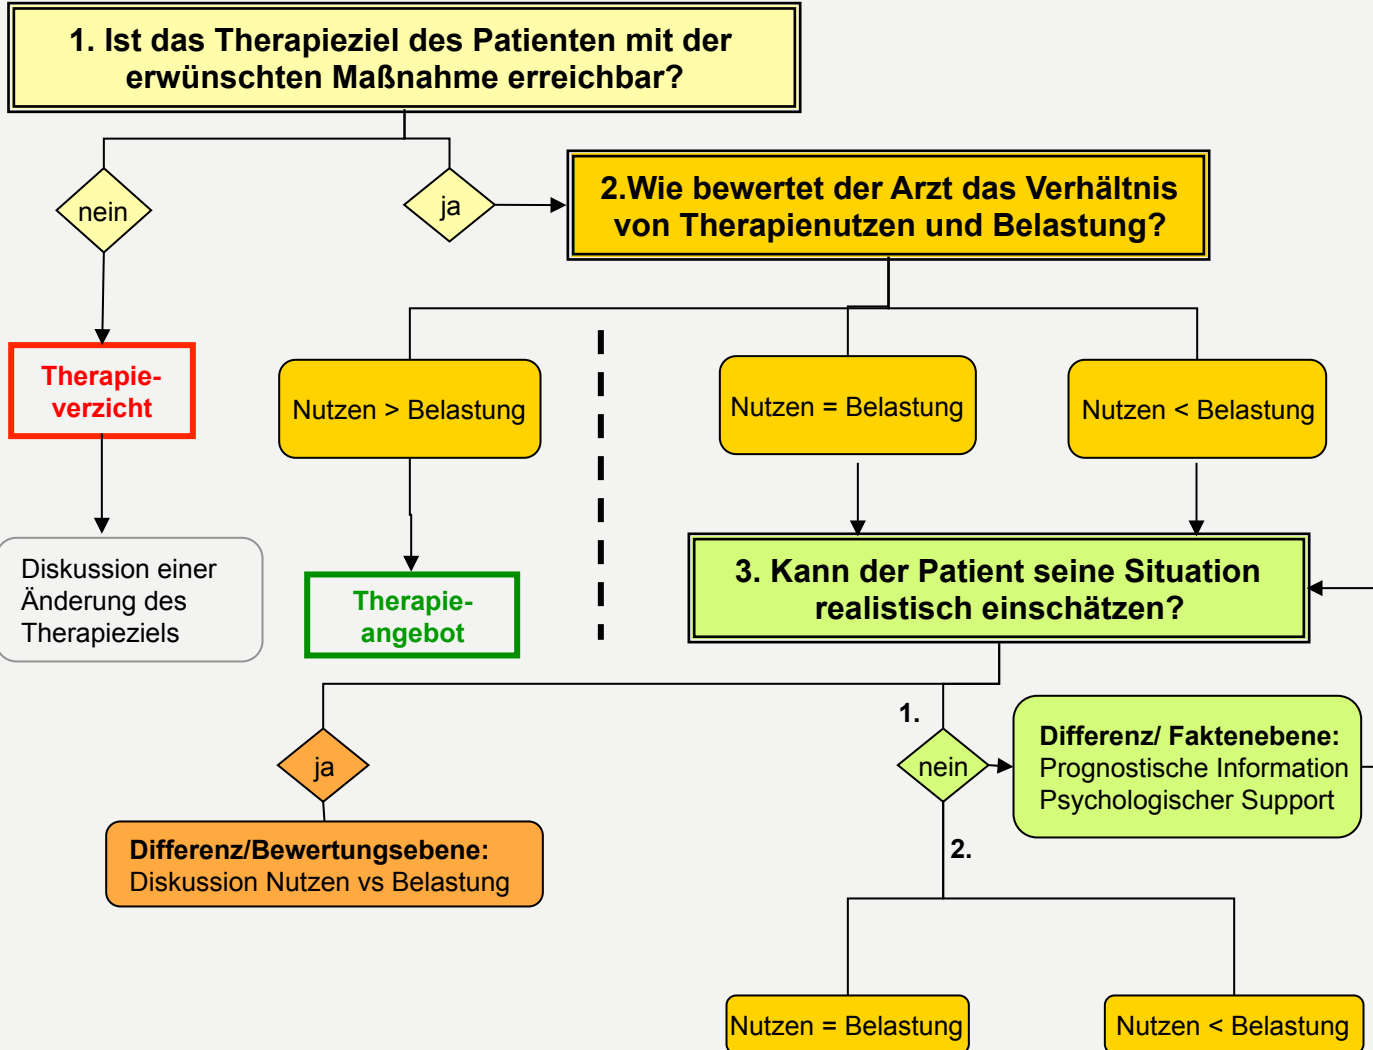 1. Ist das Therapieziel des Patienten mit der
erwünschten Maßnahme erreichbar?
nein
ja
2.Wie bewertet der Arzt das Verhältnis
von Therapienutzen und Belastung?
Therapie-
verzicht
Nutzen > Belastung
Nutzen = Belastung
Nutzen < Belastung
Diskussion einer
Änderung des
Therapieziels
Therapie-
angebot
3. Kann der Patient seine Situation
realistisch einschätzen?
ja
1.
nein
Differenz/ Faktenebene:
Prognostische Information
Psychologischer Support
Differenz/Bewertungsebene:
Diskussion Nutzen vs Belastung
2.
Nutzen = Belastung
Nutzen < Belastung